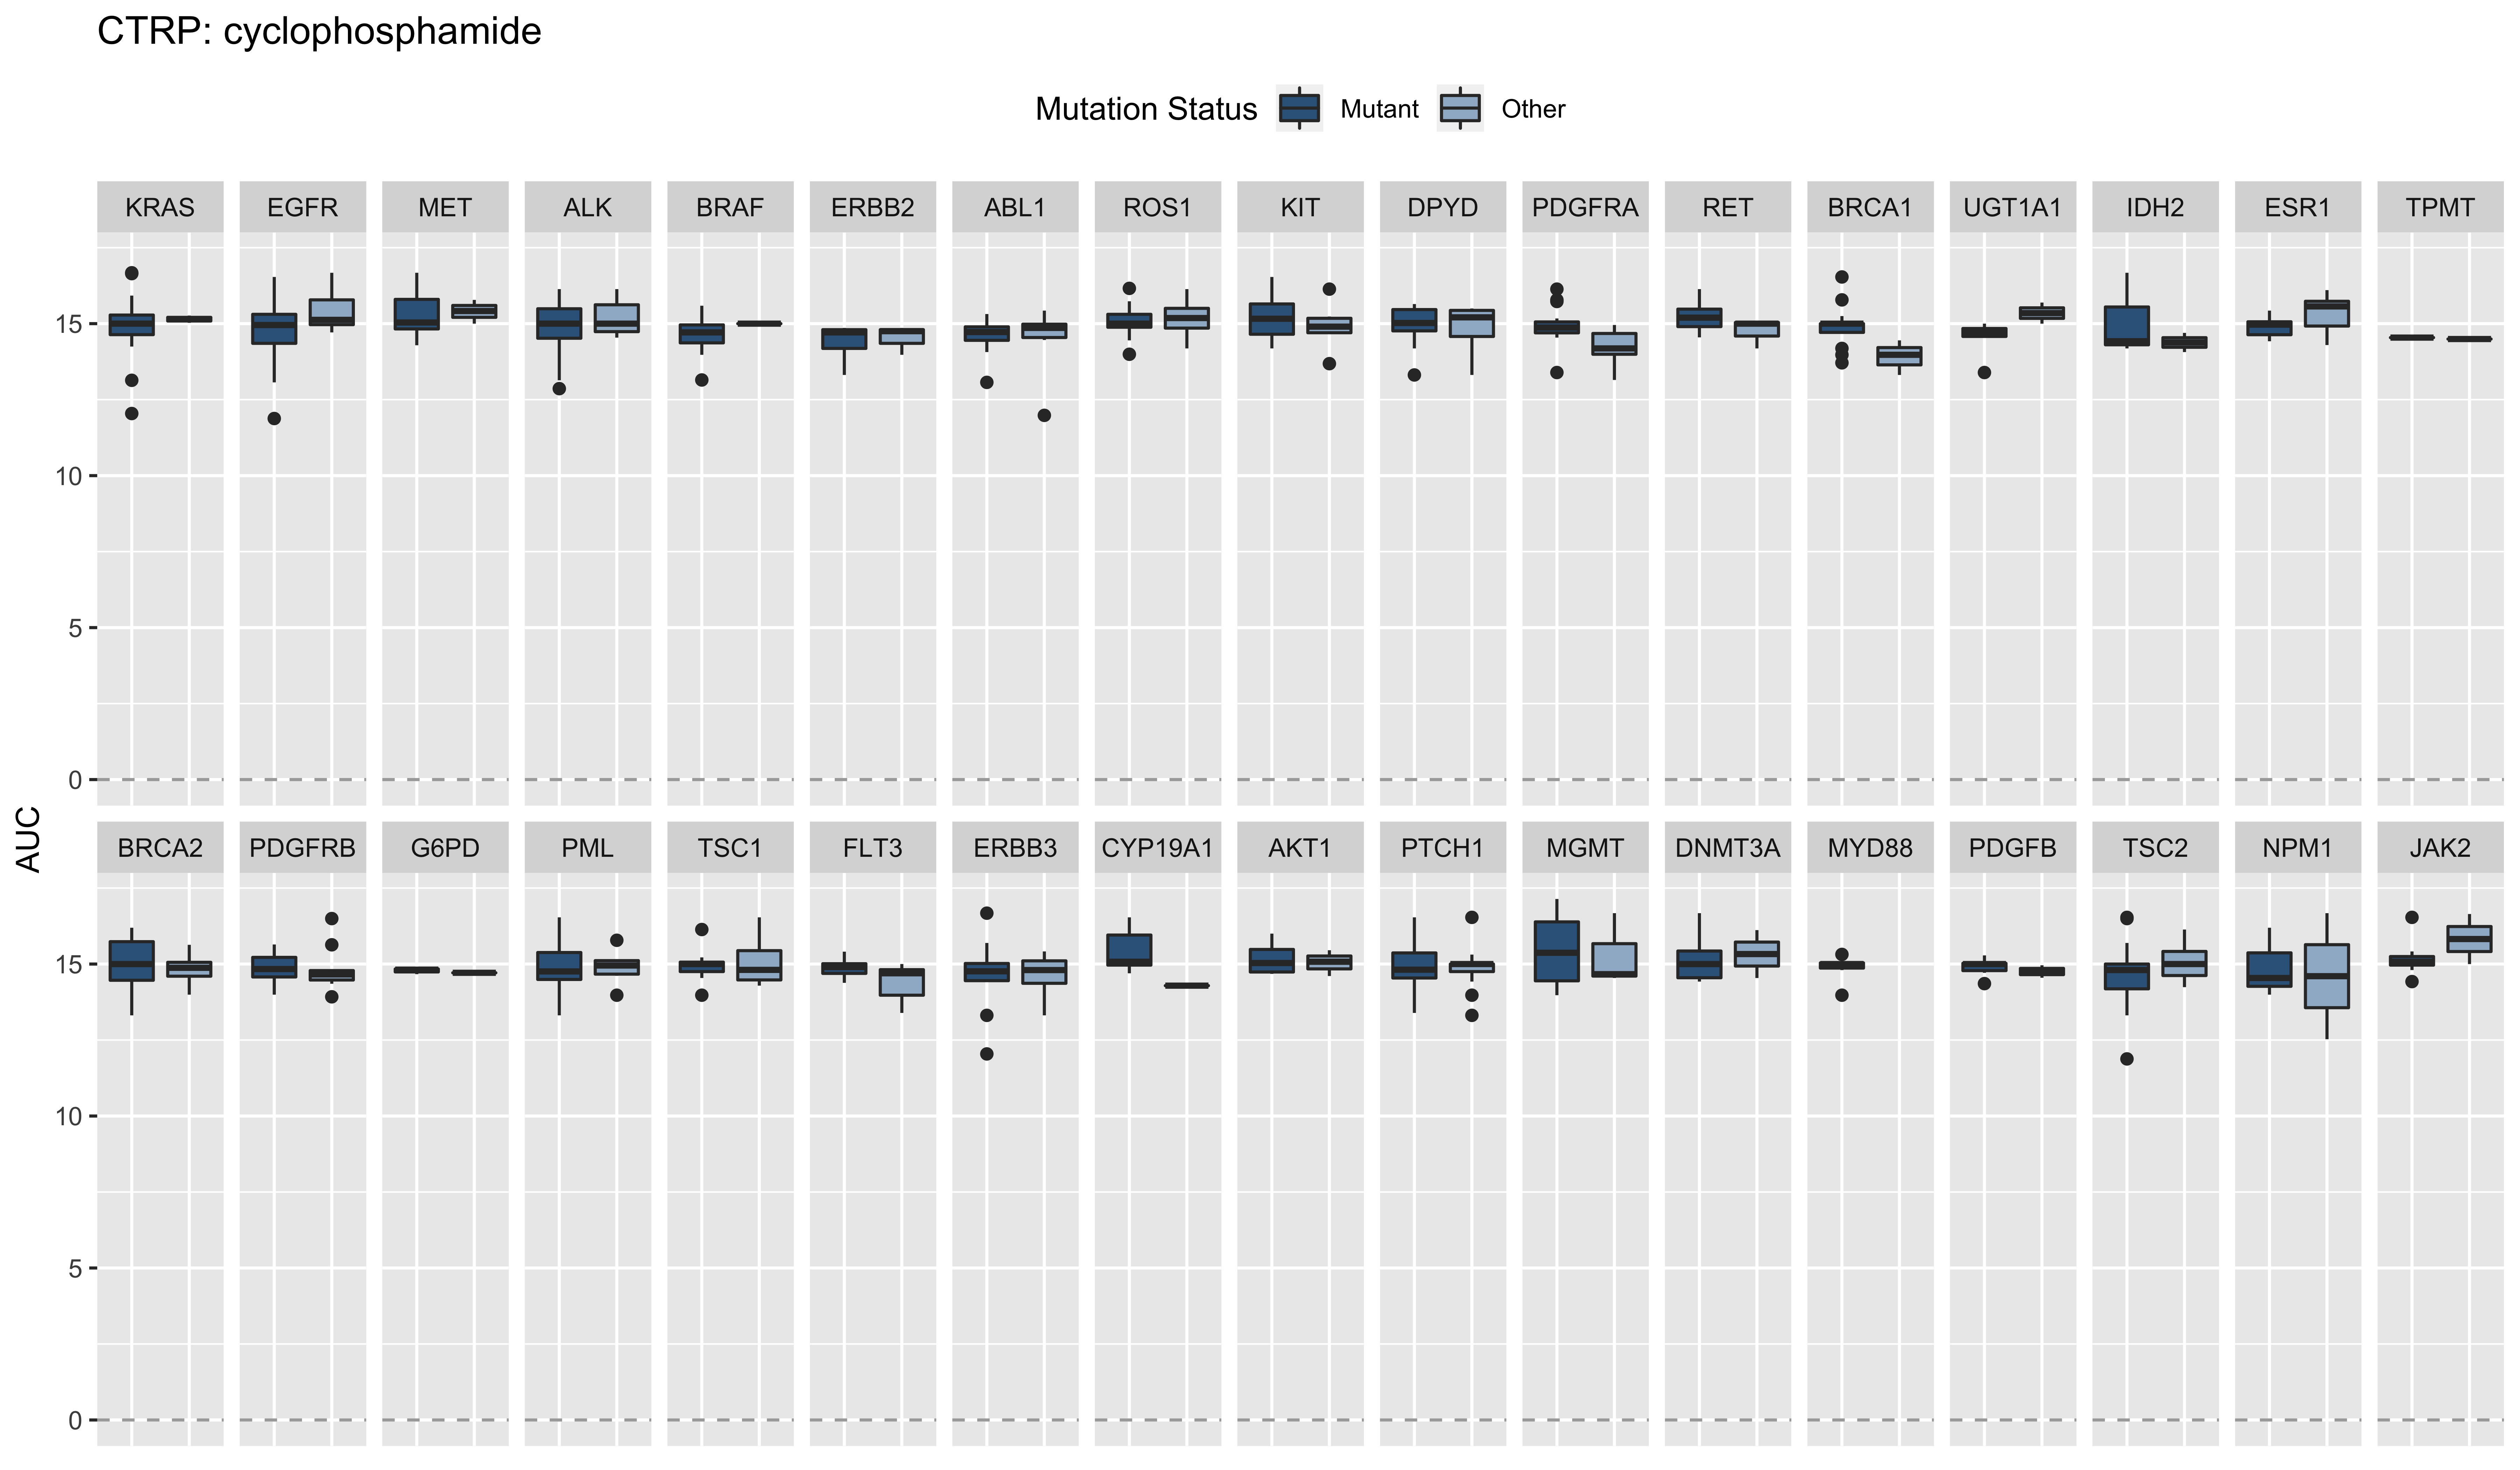 CTRP: cyclophosphamide
Mutation Status Mutant Other
KRAS EGFR MET ALK BRAF ERBB2 ABL1 ROS1 KIT DPYD PDGFRA RET BRCA1 UGT1A1 IDH2 ESR1 TPMT
15
10
5
0
AUC
BRCA2 PDGFRB G6PD PML TSC1 FLT3 ERBB3 CYP19A1 AKT1 PTCH1 MGMT DNMT3A MYD88 PDGFB TSC2 NPM1 JAK2
15
10
5
0